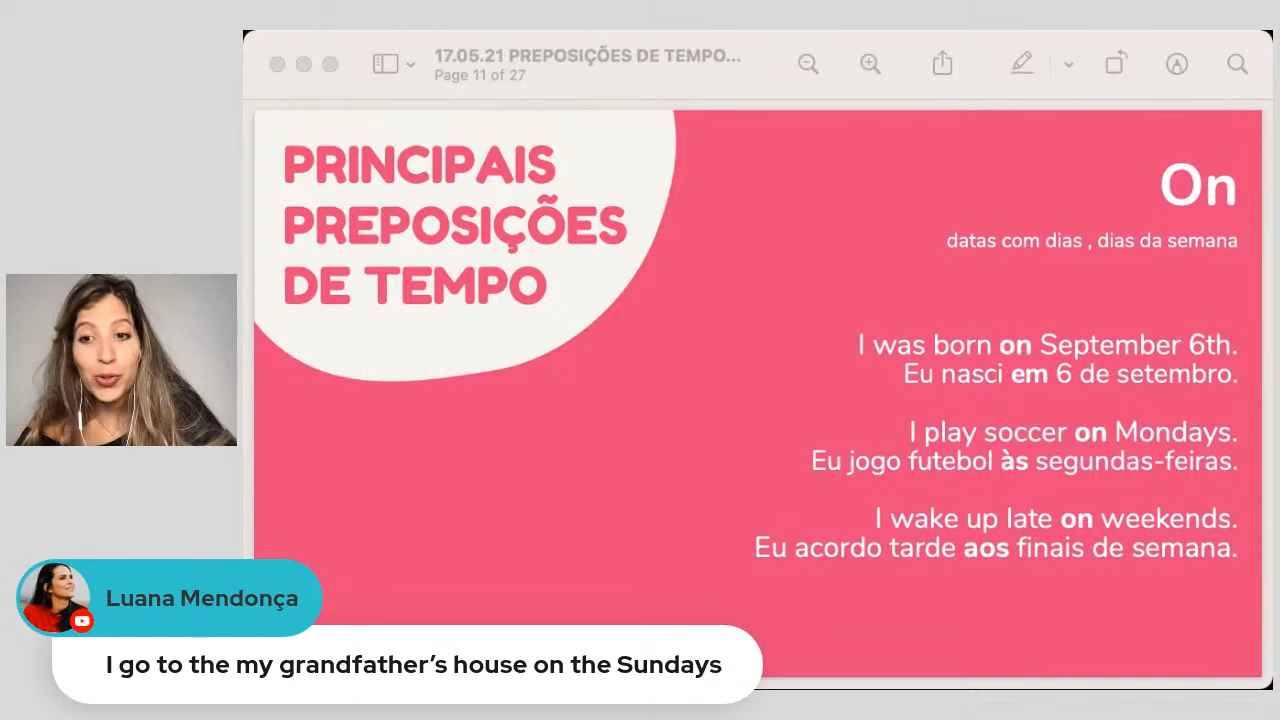 17.05.21 PREPOSIÇÕES DE TEMPO...
Page 11 of 27
PRINCIPAIS
PREPOSIÇÕES
DE TEMPO
On
datas com dias , dias da semana
I was born on September 6th.
Eu nasci em 6 de setembro.
I play soccer on Mondays.
Eu jogo futebol às segundas-feiras.
I wake up late on weekends.
Eu acordo tarde aos finais de semana.
Luana Mendonça
I go to the my grandfather’s house on the Sundays